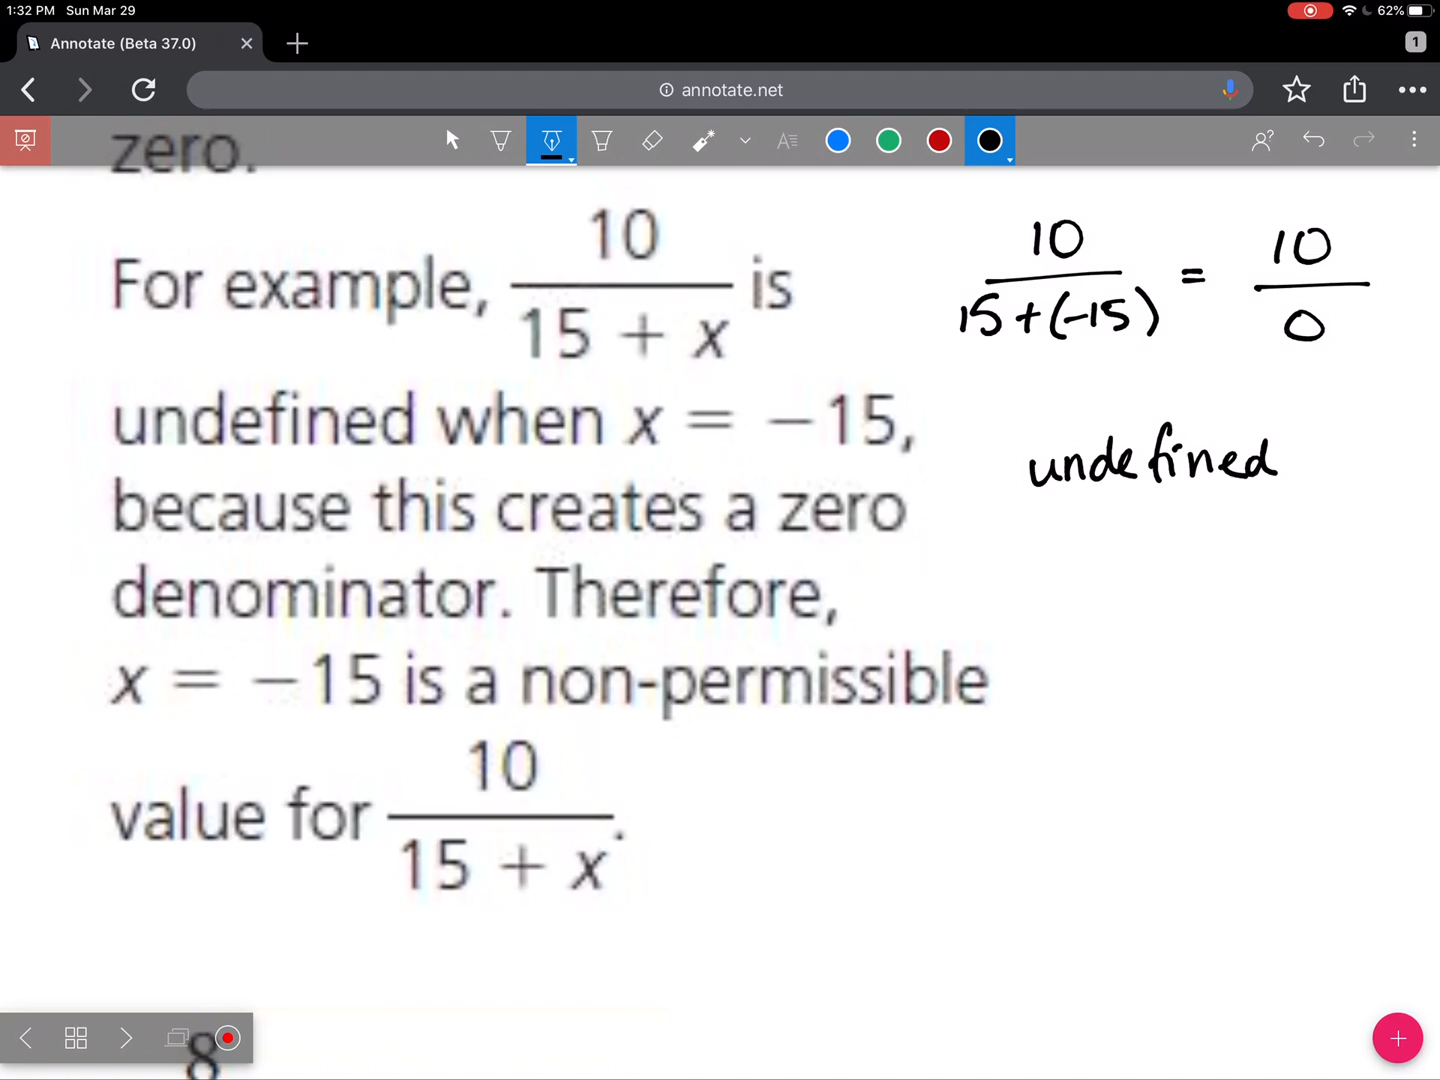 1:32 PM Sun Mar 29
62%
Annotate (Beta 37.0)
1
annotate.net
zero.
For example, 10/(15 + x) is
undefined when x = −15,
because this creates a zero
denominator. Therefore,
x = −15 is a non-permissible
value for 10/(15 + x).
10/(15+(-15)) = 10/0
undefined
8